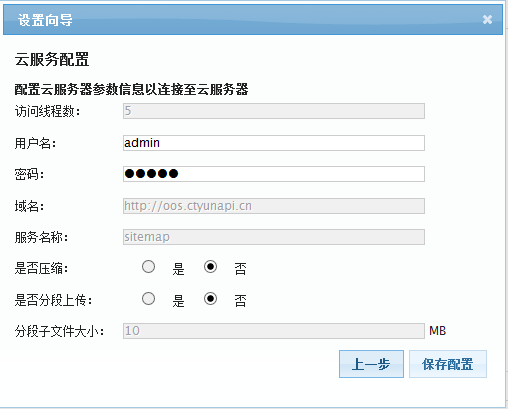 设置向导
云服务配置
配置云服务器参数信息以连接至云服务器
访问线程数: 5
用户名: admin
密码: ●●●●●
域名: http://oos.ctyunapi.cn
服务名称: sitemap
是否压缩: 是 否
是否分段上传: 是 否
分段子文件大小: 10 MB
上一步 保存配置